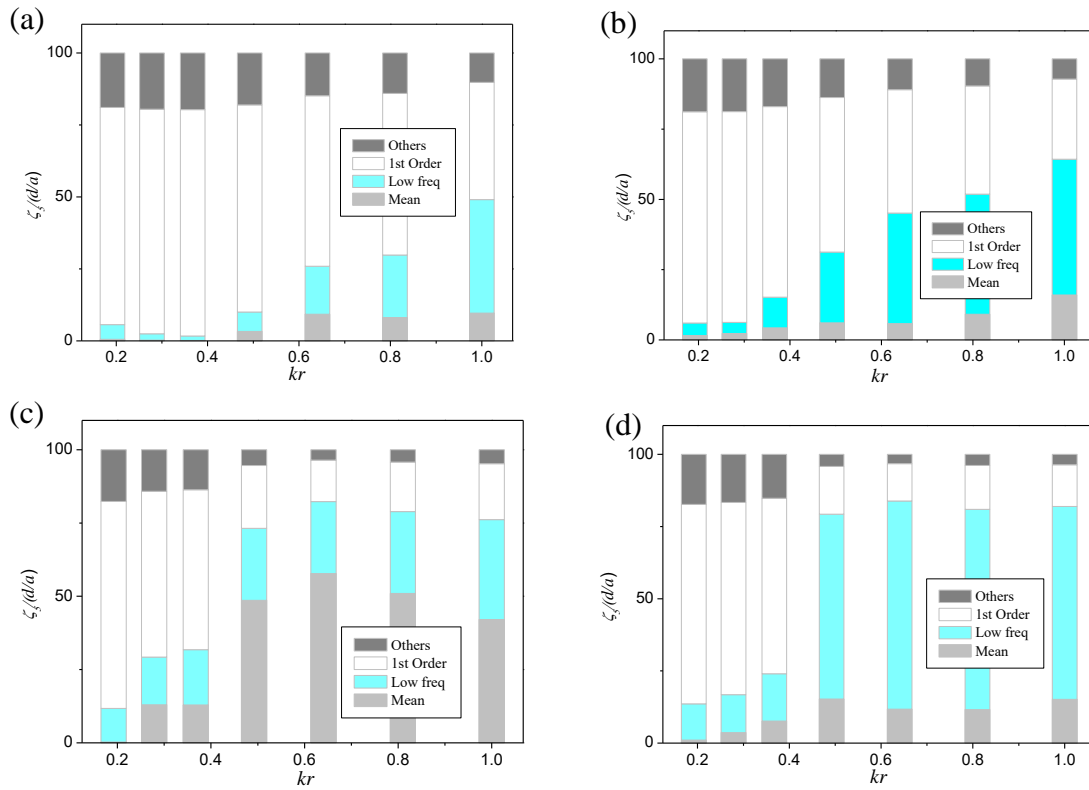 (a)
100
50
0
ζ_s/(d/a)
Others
1st Order
Low freq
Mean
0.2 0.4 0.6 0.8 1.0
kr
(b)
100
50
0
ζ_s/(d/a)
Others
1st Order
Low freq
Mean
0.2 0.4 0.6 0.8 1.0
kr
(c)
100
50
0
ζ_s/(d/a)
Others
1st Order
Low freq
Mean
0.2 0.4 0.6 0.8 1.0
kr
(d)
100
50
0
ζ_s/(d/a)
Others
1st Order
Low freq
Mean
0.2 0.4 0.6 0.8 1.0
kr